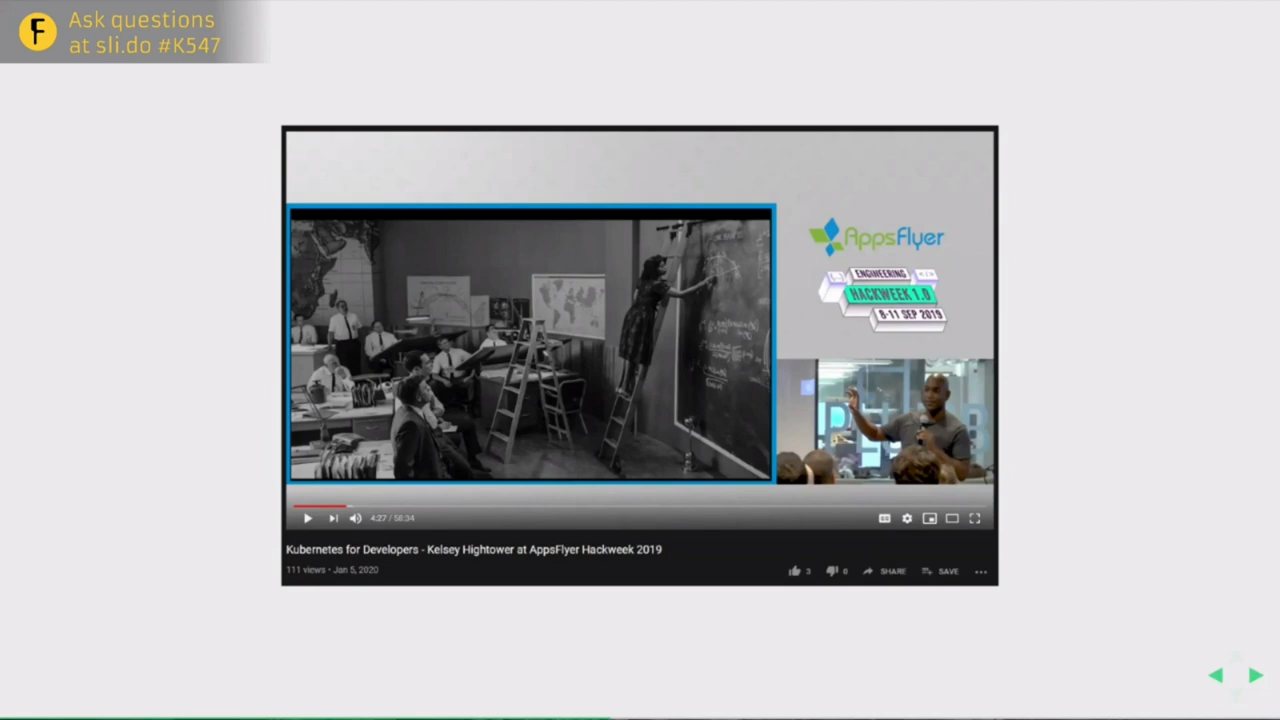 Ask questions
at sli.do #K547
AppsFlyer
ENGINEERING
HACKWEEK 1.0
8-11 SEP 2019
4:27 / 58:34
Kubernetes for Developers - Kelsey Hightower at AppsFlyer Hackweek 2019
111 views • Jan 5, 2020
3
0
SHARE
SAVE